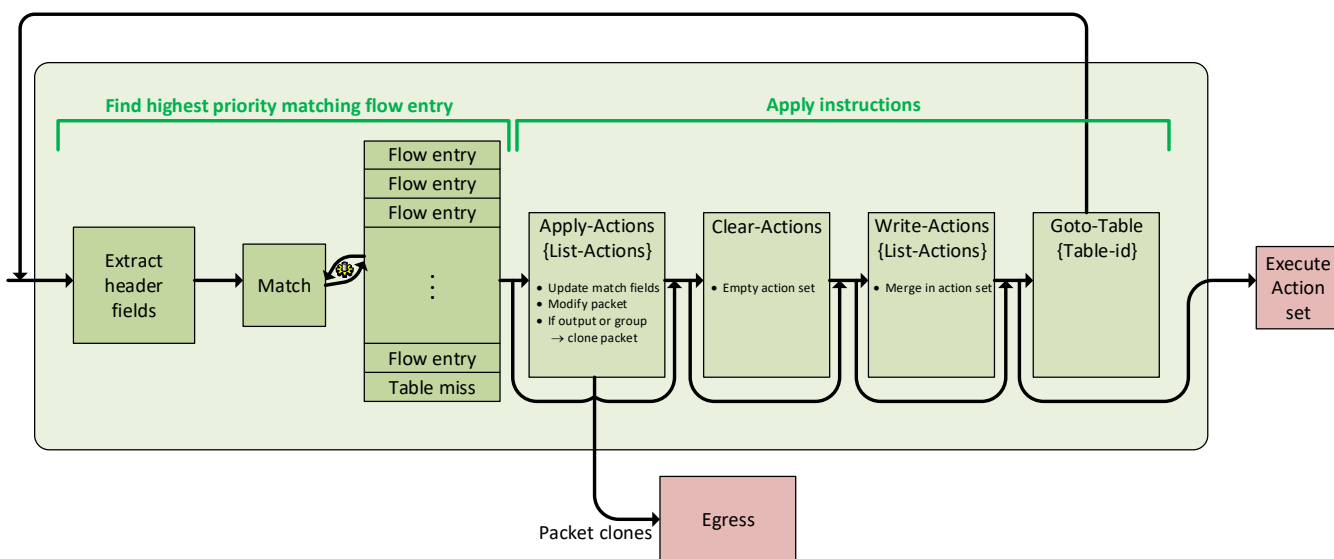 Find highest priority matching flow entry
Apply instructions
Extract
header
fields
Match
Flow entry
Flow entry
Flow entry
⋮
Flow entry
Table miss
Apply-Actions
{List-Actions}
• Update match fields
• Modify packet
• If output or group
→ clone packet
Clear-Actions
• Empty action set
Write-Actions
{List-Actions}
• Merge in action set
Goto-Table
{Table-id}
Execute
Action
set
Packet clones
Egress